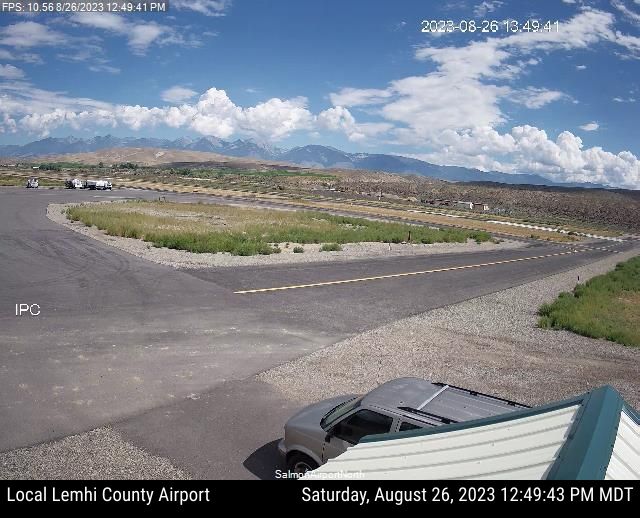 FPS: 10.56 8/26/2023 12:49:41 PM
2023-08-26 13:49:41
IPC
SalmonAirportNorth
Local Lemhi County Airport
Saturday, August 26, 2023 12:49:43 PM MDT